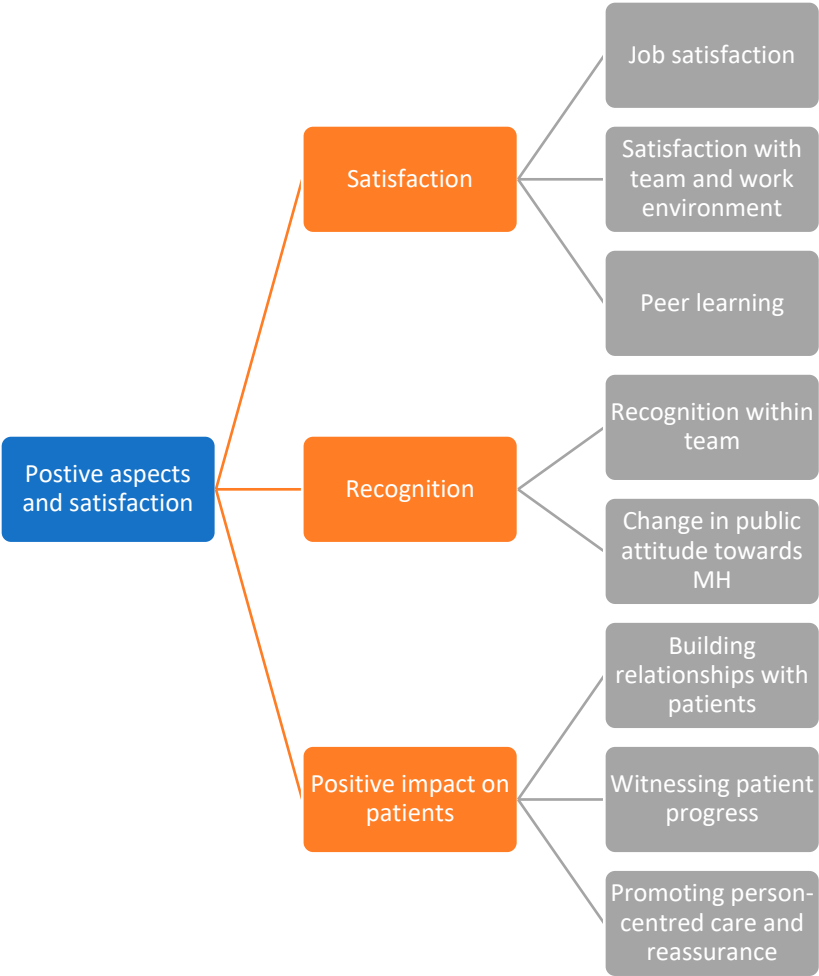 Postive aspects
and satisfaction
Satisfaction
Job satisfaction
Satisfaction with
team and work
environment
Peer learning
Recognition
Recognition within
team
Change in public
attitude towards
MH
Positive impact on
patients
Building
relationships with
patients
Witnessing patient
progress
Promoting person-
centred care and
reassurance